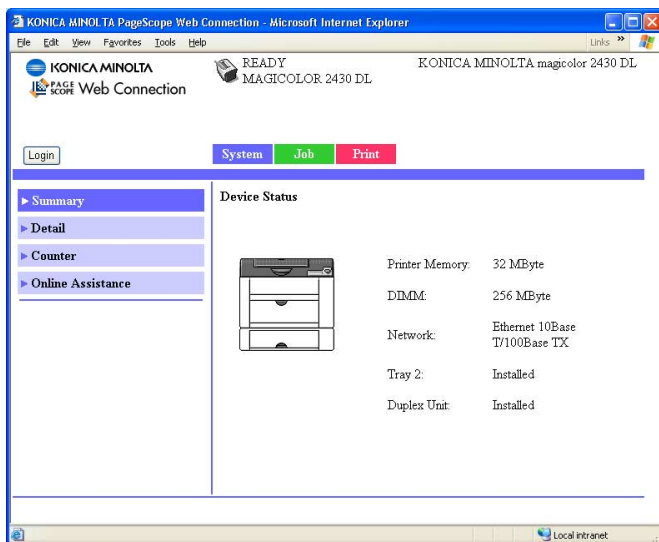 KONICA MINOLTA PageScope Web Connection - Microsoft Internet Explorer
File Edit View Favorites Tools Help
Links »
KONICA MINOLTA
PAGE SCOPE Web Connection
READY
MAGICOLOR 2430 DL
KONICA MINOLTA magicolor 2430 DL
Login
System Job Print
Summary
Detail
Counter
Online Assistance
Device Status
Printer Memory: 32 MByte
DIMM: 256 MByte
Network: Ethernet 10Base
T/100Base TX
Tray 2: Installed
Duplex Unit: Installed
Local intranet